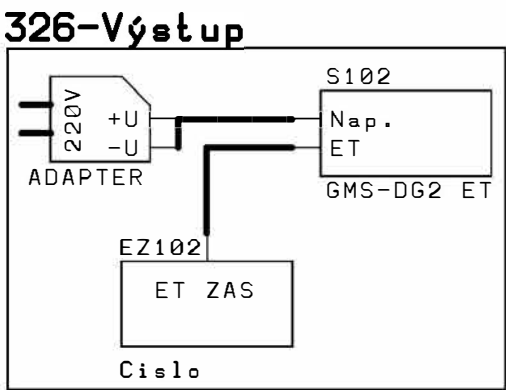 326-Výstup
S102
220V
+U
-U
Nap.
ET
ADAPTER
GMS-DG2 ET
EZ102
ET ZAS
Cislo